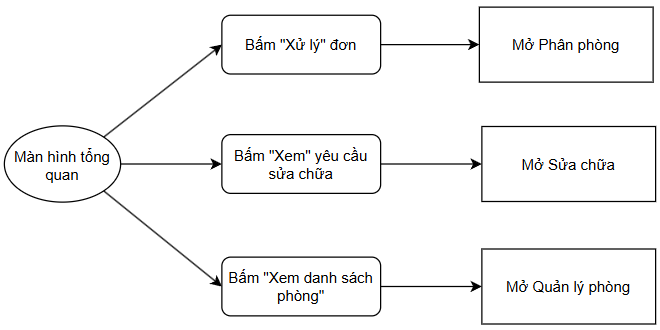 Bấm "Xử lý" đơn
Mở Phân phòng
Màn hình tổng
quan
Bấm "Xem" yêu cầu
sửa chữa
Mở Sửa chữa
Bấm "Xem danh sách
phòng"
Mở Quản lý phòng